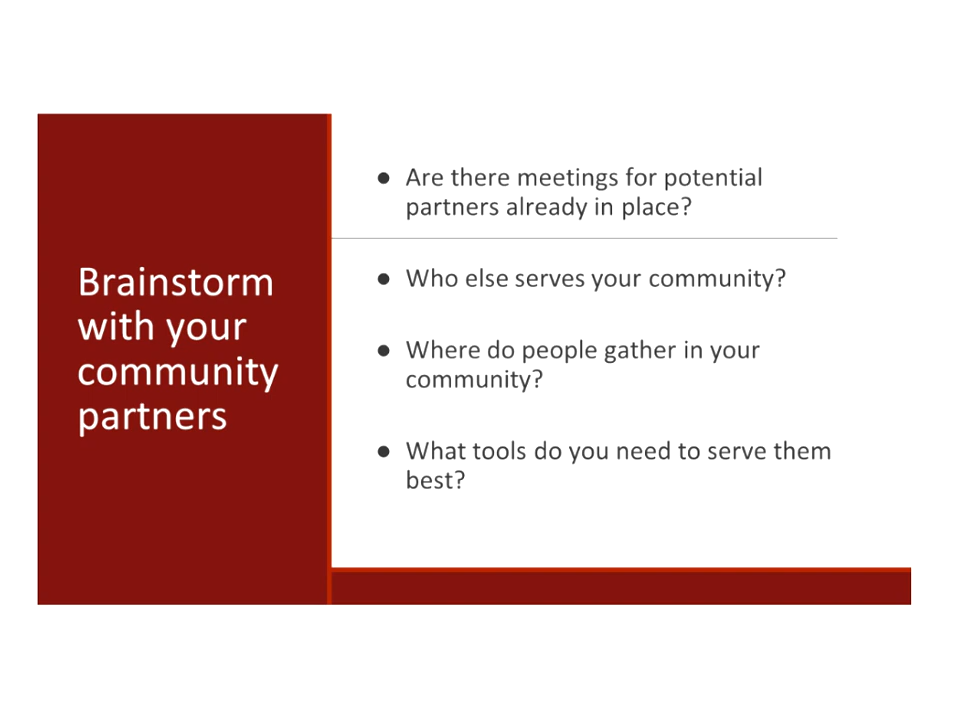 Brainstorm
with your
community
partners
● Are there meetings for potential
partners already in place?
● Who else serves your community?
● Where do people gather in your
community?
● What tools do you need to serve them
best?